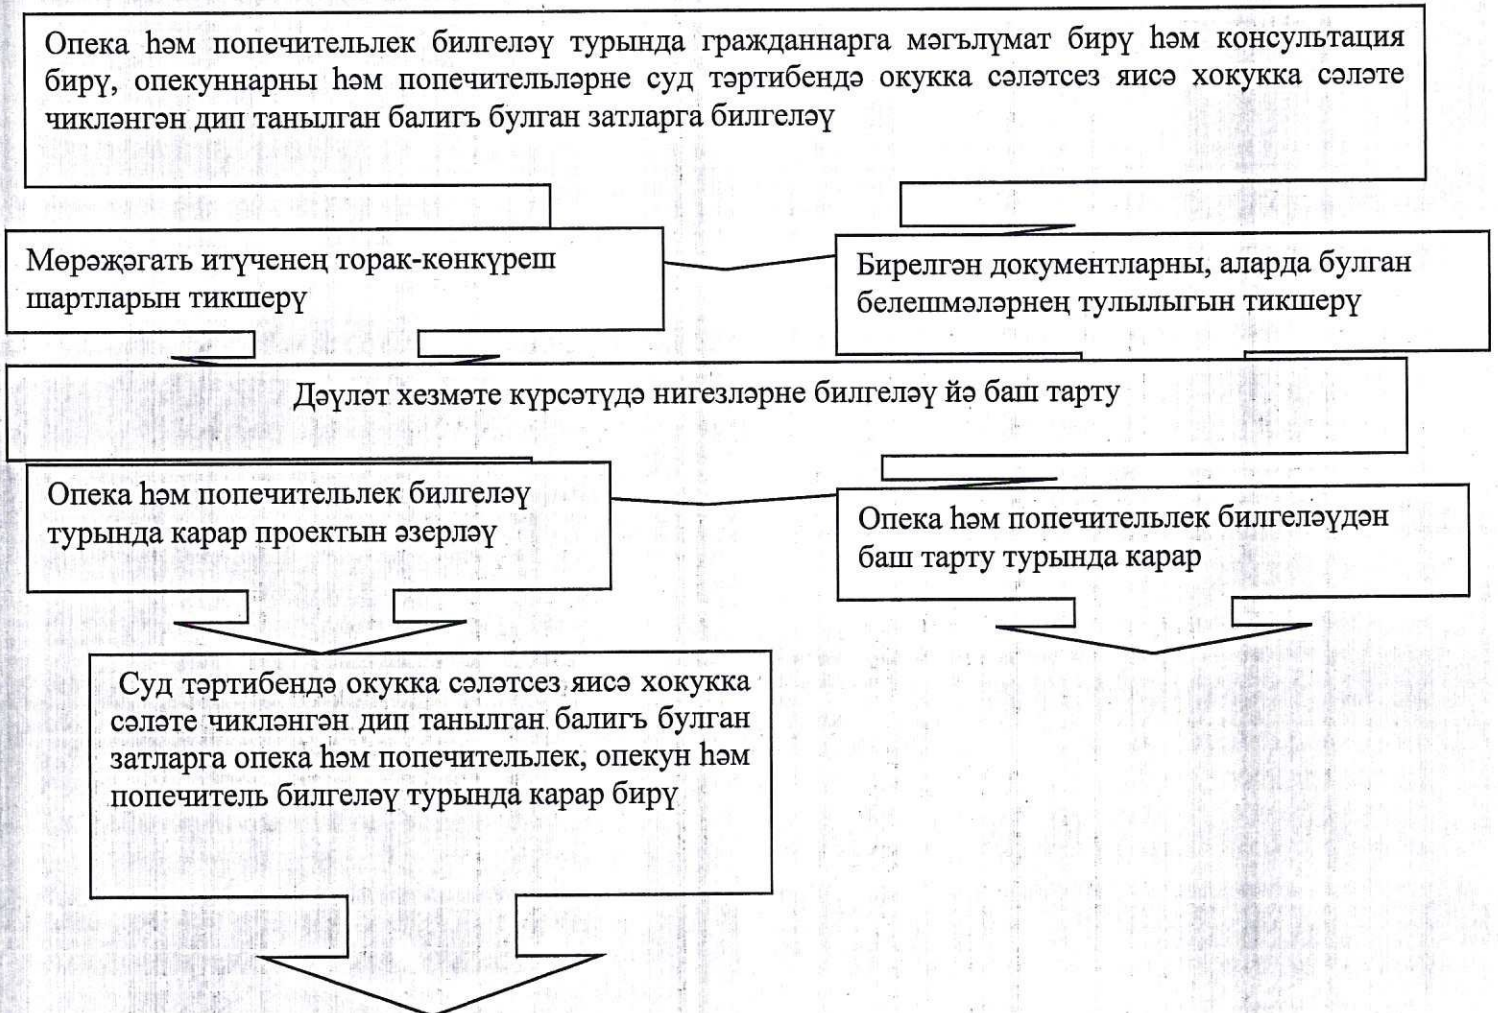 Опека һәм попечительлек билгеләү турында гражданнарга мәгълүмат бирү һәм консультация
бирү, опекуннарны һәм попечительләрне суд тәртибендә окукка сәләтсез яисә хокукка сәләте
чикләнгән дип танылган балигъ булган затларга билгеләү
Мөрәҗәгать итүченең торак-көнкүреш
шартларын тикшерү
Бирелгән документларны, аларда булган
белешмәләрнең тулылыгын тикшерү
Дәүләт хезмәте күрсәтүдә нигезләрне билгеләү йә баш тарту
Опека һәм попечительлек билгеләү
турында карар проектын әзерләү
Опека һәм попечительлек билгеләүдән
баш тарту турында карар
Суд тәртибендә окукка сәләтсез яисә хокукка
сәләте чикләнгән дип танылган балигъ булган
затларга опека һәм попечительлек, опекун һәм
попечитель билгеләү турында карар бирү